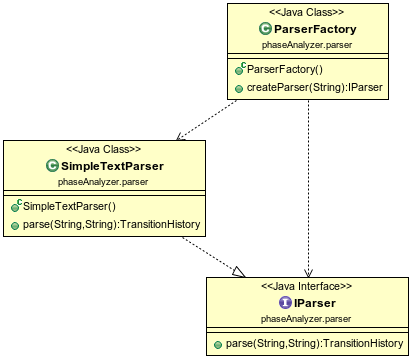 <<Java Class>>
ParserFactory
phaseAnalyzer.parser
ParserFactory()
createParser(String):IParser
<<Java Class>>
SimpleTextParser
phaseAnalyzer.parser
SimpleTextParser()
parse(String,String):TransitionHistory
<<Java Interface>>
IParser
phaseAnalyzer.parser
parse(String,String):TransitionHistory